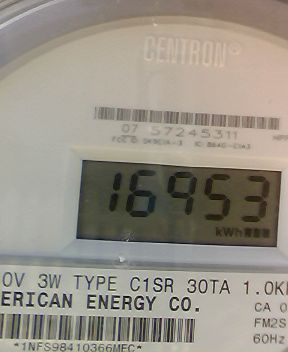 CENTRON®
07 57245311
16953
kWh
0V 3W TYPE C1SR 30TA 1.0K
ERICAN ENERGY CO.
CA 0
FM2S
60Hz
*1NFS98410366MEC*